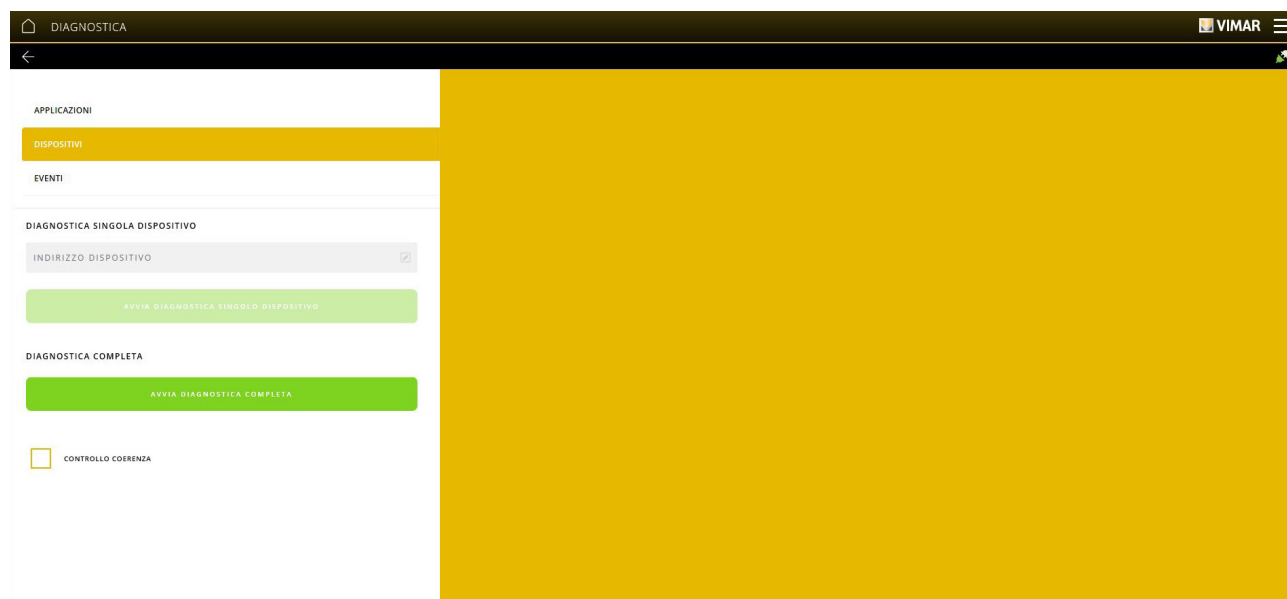 DIAGNOSTICA
VIMAR
APPLICAZIONI
DISPOSITIVI
EVENTI
DIAGNOSTICA SINGOLA DISPOSITIVO
INDIRIZZO DISPOSITIVO
AVVIA DIAGNOSTICA SINGOLO DISPOSITIVO
DIAGNOSTICA COMPLETA
AVVIA DIAGNOSTICA COMPLETA
CONTROLLO COERENZA